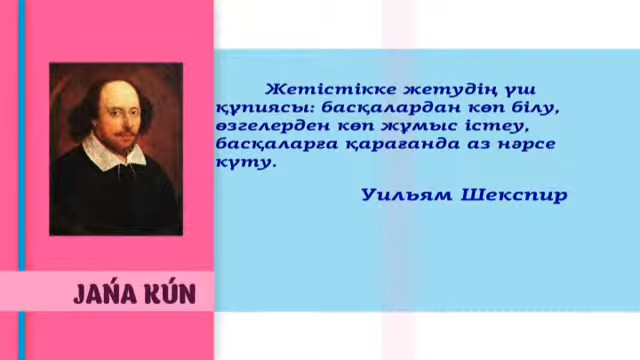 Жетістікке жетудің үш
құпиясы: басқалардан көп білу,
өзгелерден көп жұмыс істеу,
басқаларға қарағанда аз нәрсе
күту.
Уильям Шекспир
JAŃA KÚN